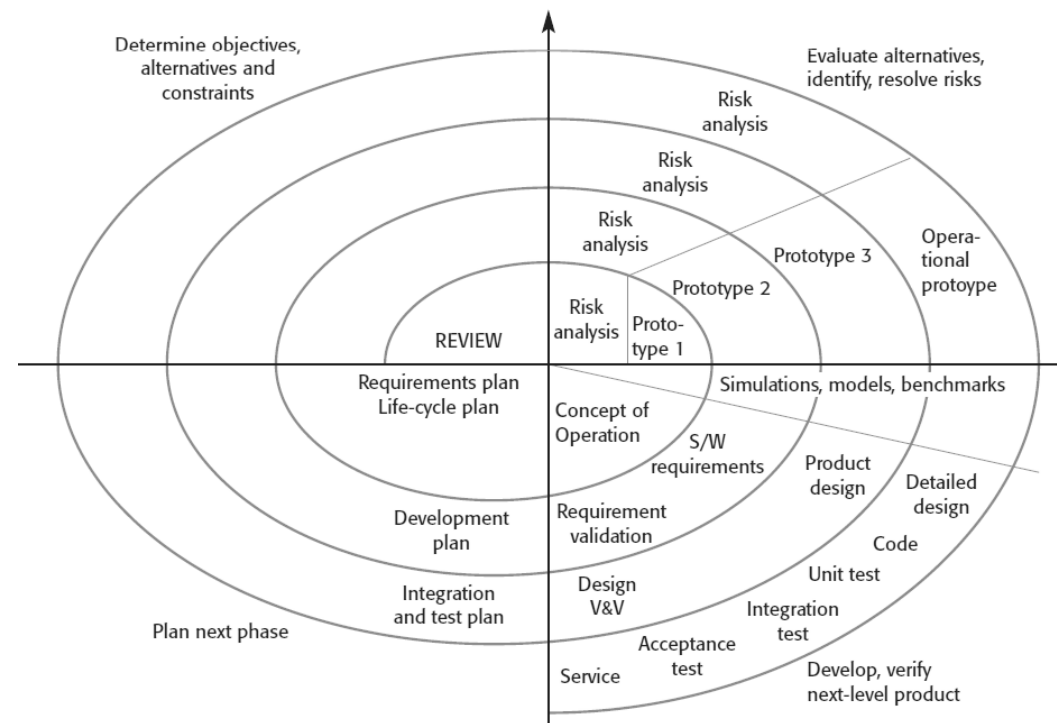 Determine objectives,
alternatives and
constraints
Evaluate alternatives,
identify, resolve risks
Risk
analysis
Risk
analysis
Risk
analysis
Risk
analysis
Proto-
type 1
Prototype 2
Prototype 3
Opera-
tional
protoype
REVIEW
Requirements plan
Life-cycle plan
Simulations, models, benchmarks
Concept of
Operation
S/W
requirements
Product
design
Detailed
design
Development
plan
Requirement
validation
Code
Unit test
Integration
and test plan
Design
V&V
Integration
test
Plan next phase
Acceptance
test
Service
Develop, verify
next-level product